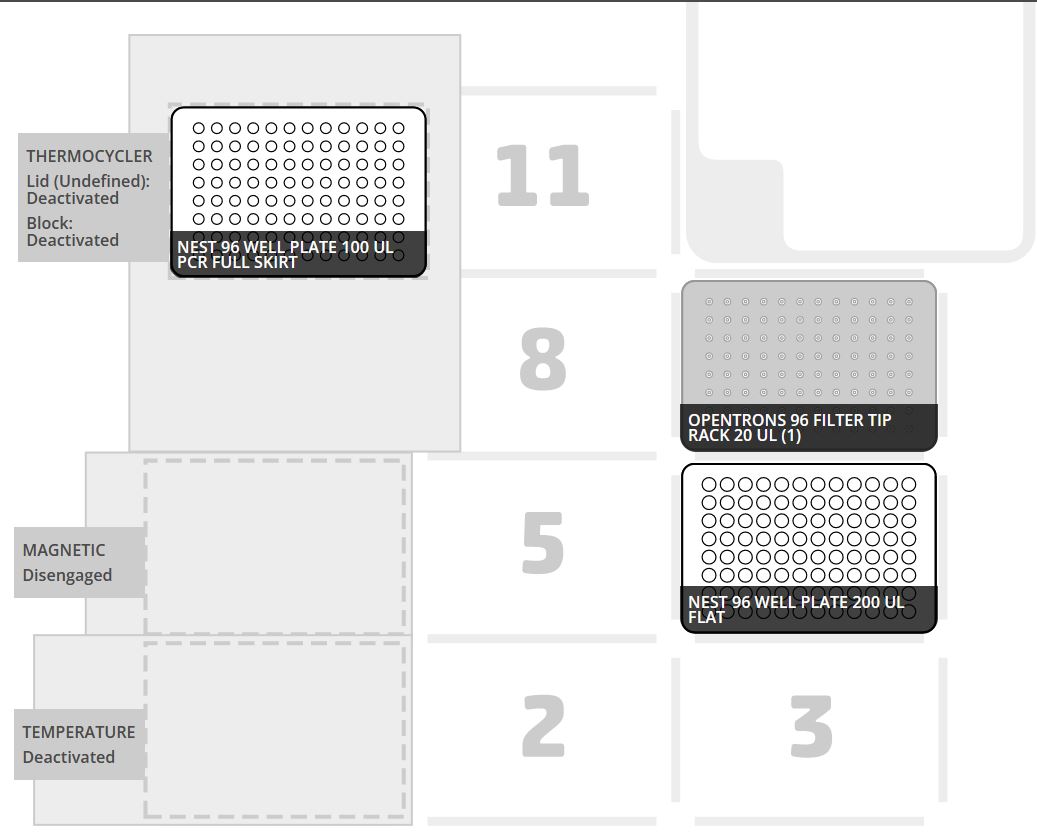 THERMOCYCLER
Lid (Undefined):
Deactivated
Block:
Deactivated
NEST 96 WELL PLATE 100 UL
PCR FULL SKIRT
11
8
OPENTRONS 96 FILTER TIP
RACK 20 UL (1)
MAGNETIC
Disengaged
5
NEST 96 WELL PLATE 200 UL
FLAT
TEMPERATURE
Deactivated
2
3